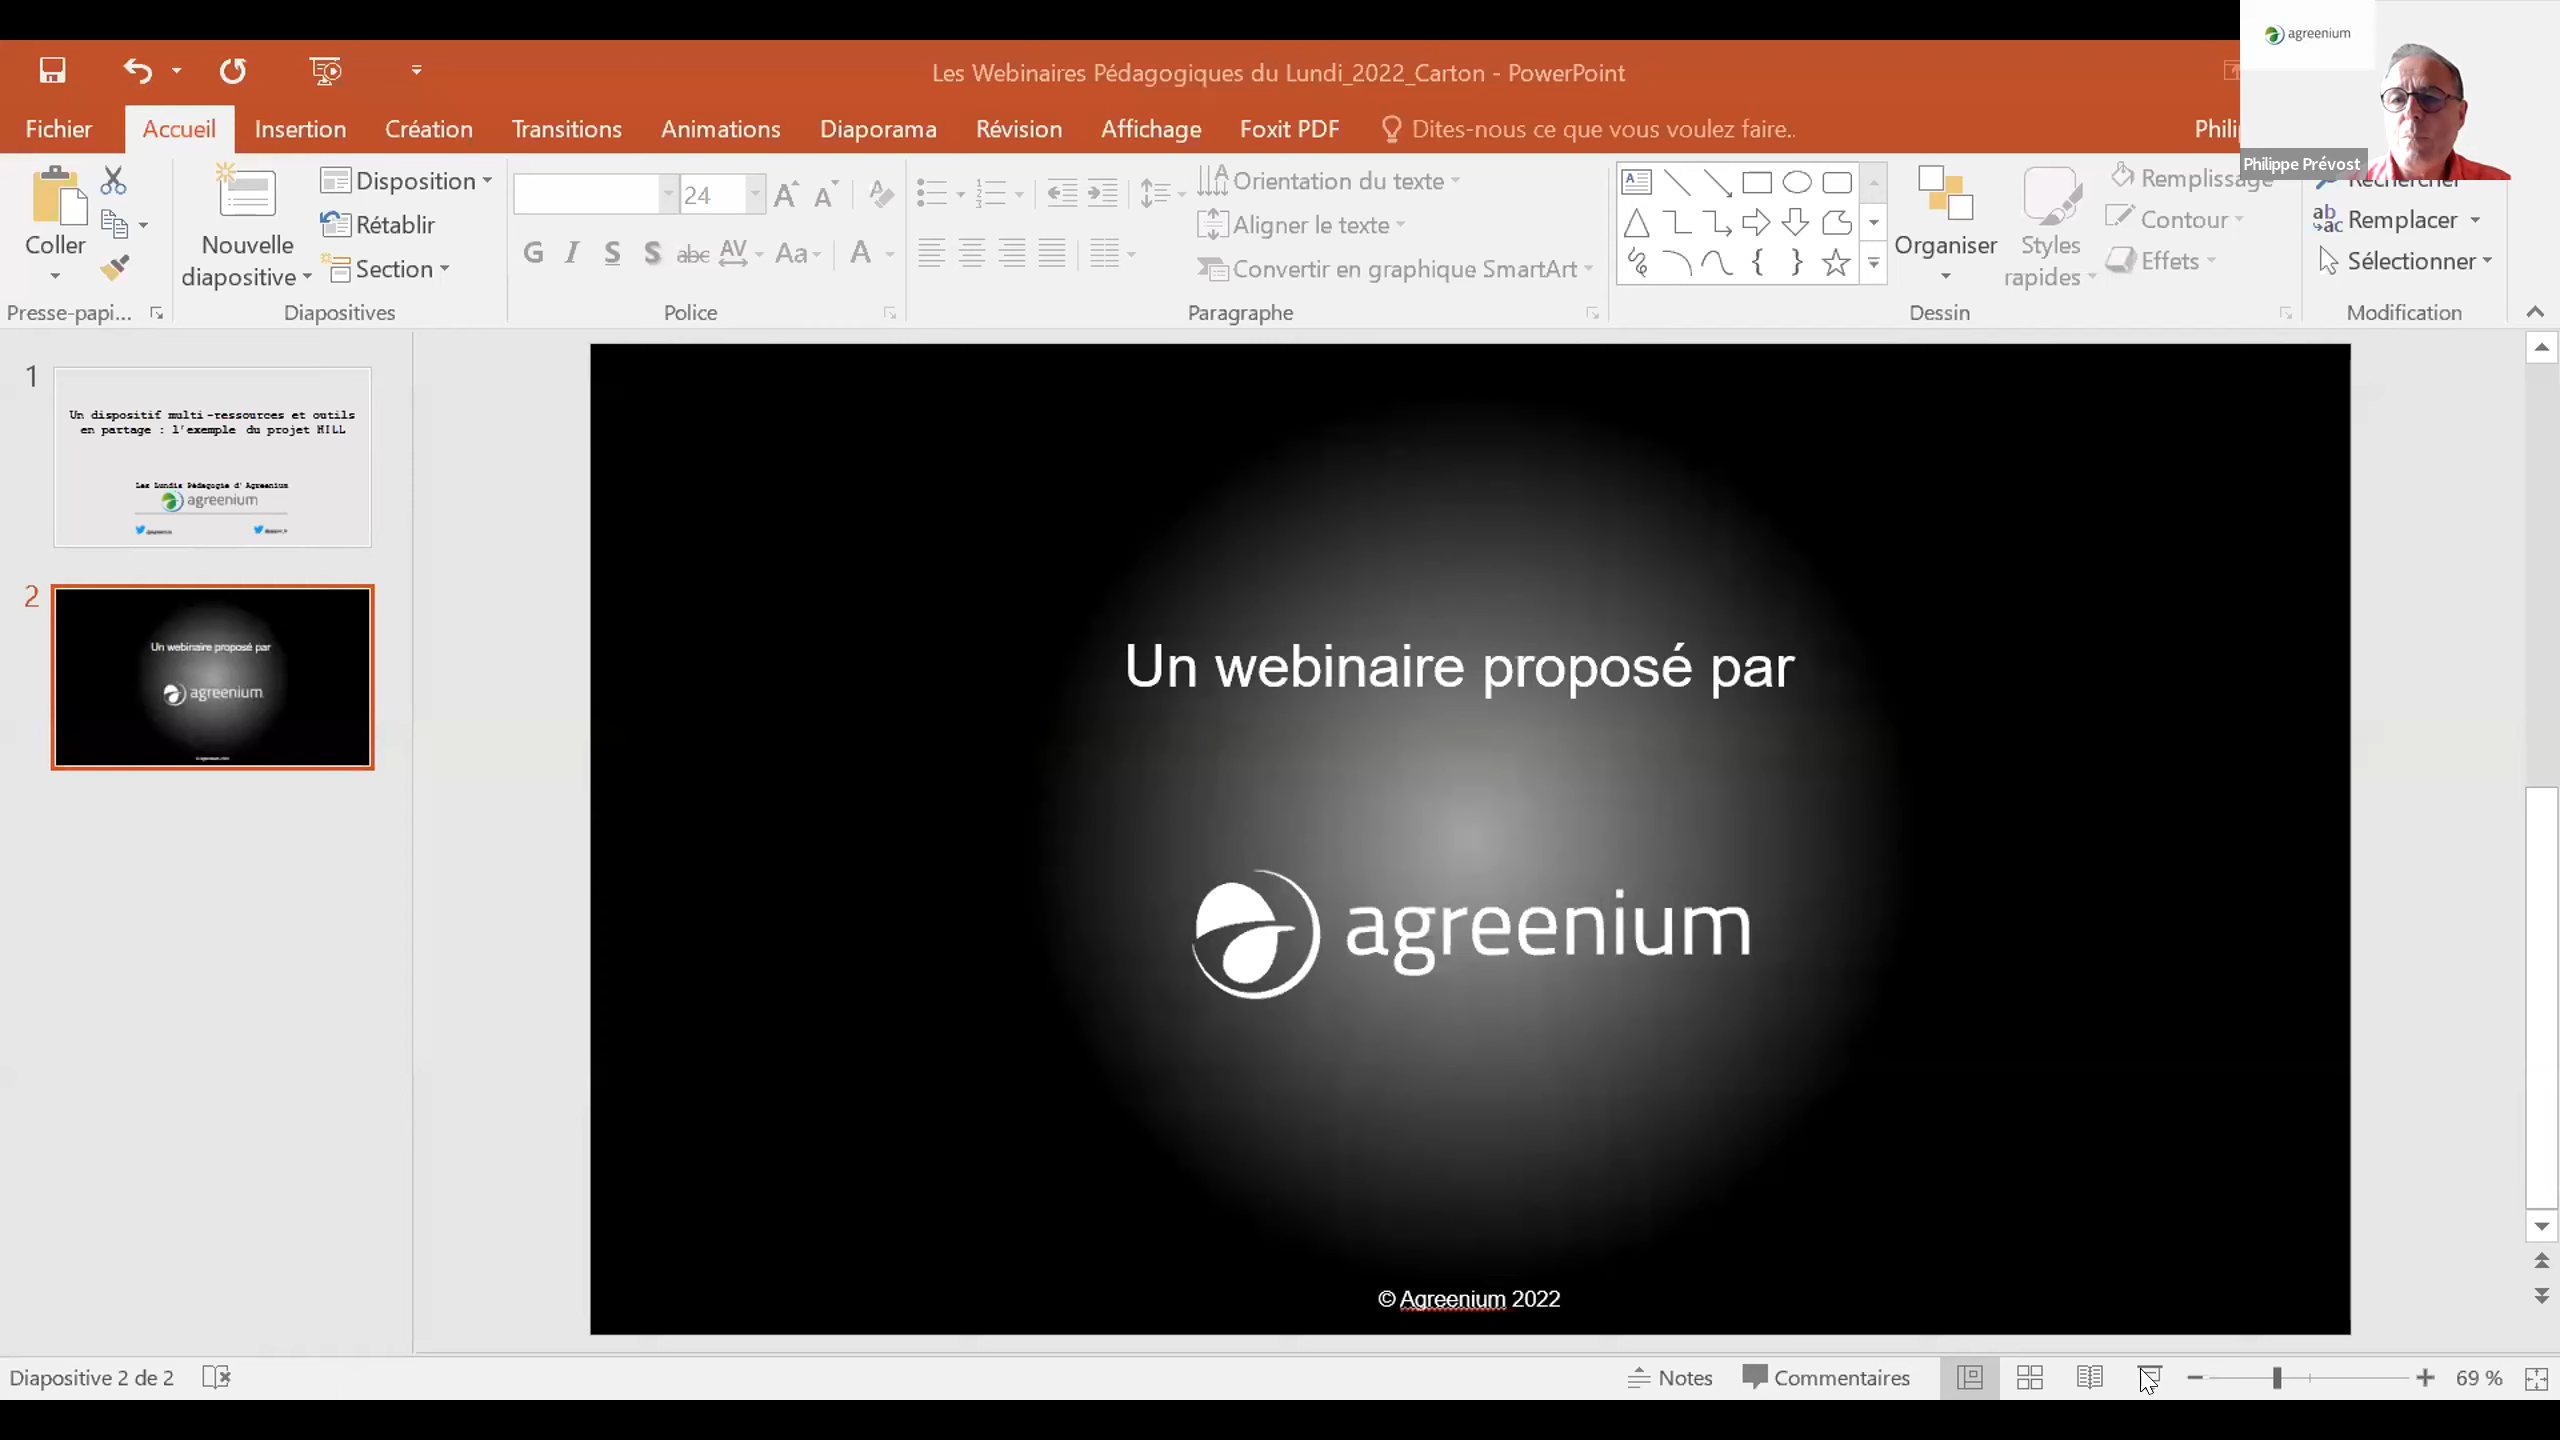 Les Webinaires Pédagogiques du Lundi_2022_Carton - PowerPoint
agreenium
Fichier
Accueil
Insertion
Création
Transitions
Animations
Diaporama
Révision
Affichage
Foxit PDF
Dites-nous ce que vous voulez faire..
Philippe Prévost
Coller
Nouvelle
diapositive
Disposition
Rétablir
Section
24
G I S S abc AV Aa A
Orientation du texte
Aligner le texte
Convertir en graphique SmartArt
Organiser
Styles
rapides
Remplissage
Contour
Effets
Rechercher
Remplacer
Sélectionner
Presse-papi...
Diapositives
Police
Paragraphe
Dessin
Modification
1
Un dispositif multi-ressources et outils
en partage : l'exemple du projet HILL
Les Lundis Pédagogie d'Agreenium
agreenium
2
Un webinaire proposé par
agreenium
Un webinaire proposé par
agreenium
© Agreenium 2022
Diapositive 2 de 2
Notes
Commentaires
69 %